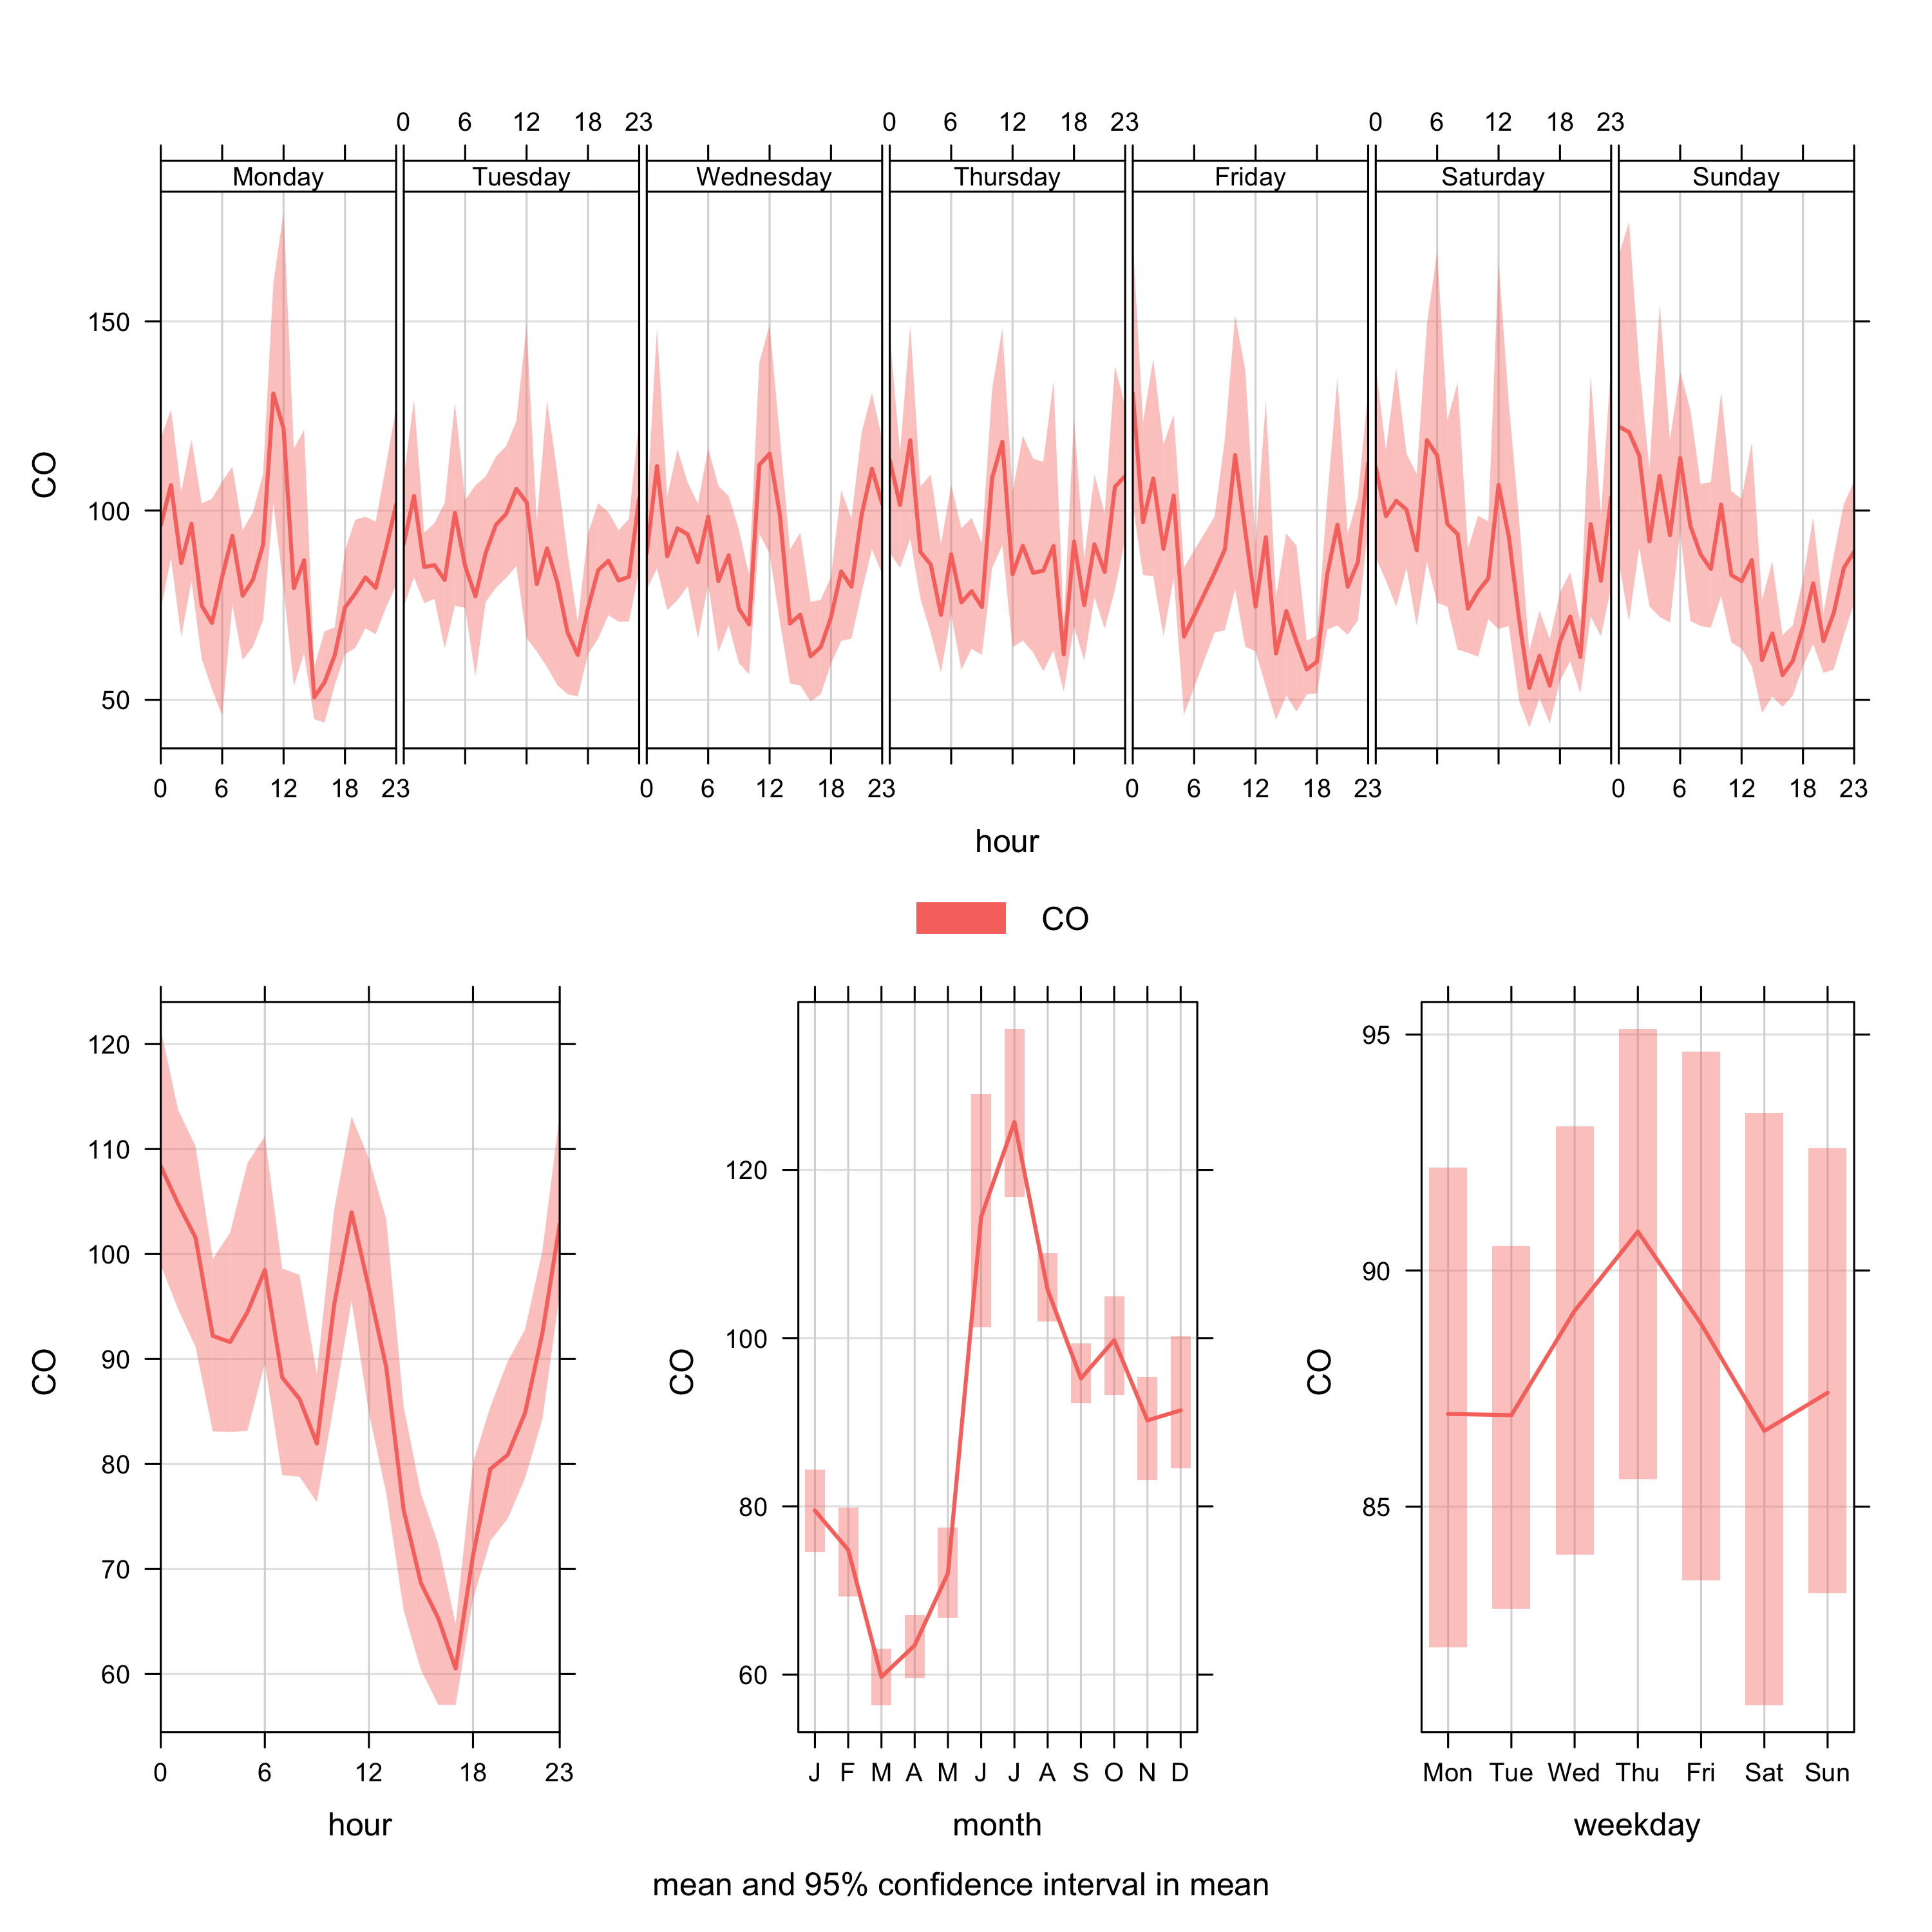 0 6 12 18 23 0 6 12 18 23 0 6 12 18 23
Monday Tuesday Wednesday Thursday Friday Saturday Sunday
150
100
50
CO
0 6 12 18 23 0 6 12 18 23 0 6 12 18 23 0 6 12 18 23
hour
CO
120
110
100
90
80
70
60
CO
0 6 12 18 23
hour
120
100
80
60
CO
J F M A M J J A S O N D
month
95
90
85
CO
Mon Tue Wed Thu Fri Sat Sun
weekday
mean and 95% confidence interval in mean